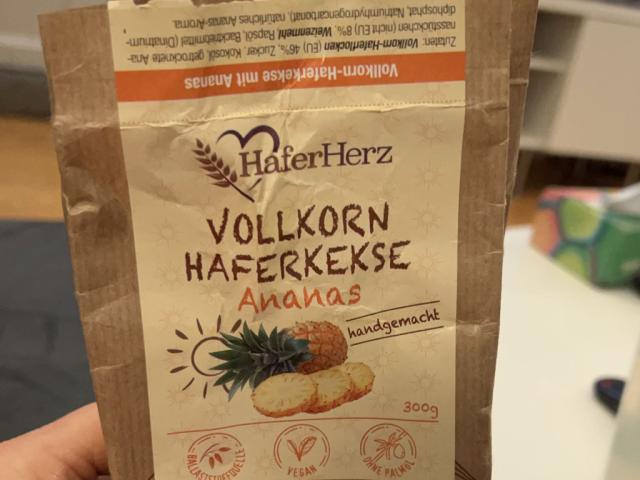 Zutaten: Vollkorn-Haferflocken (EU) 46%, Zucker, Kokosöl, getrocknete Ana-
nasstückchen (nicht EU) 8%, Weizenmehl, Rapsöl, Backtriebmittel (Dinatrium-
diphosphat, Natriumhydrogencarbonat), natürliches Ananas-Aroma.
Vollkorn-Haferkekse mit Ananas
HaferHerz
VOLLKORN
HAFERKEKSE
Ananas
handgemacht
300g
BALLASTSTOFFQUELLE
VEGAN
OHNE PALMÖL